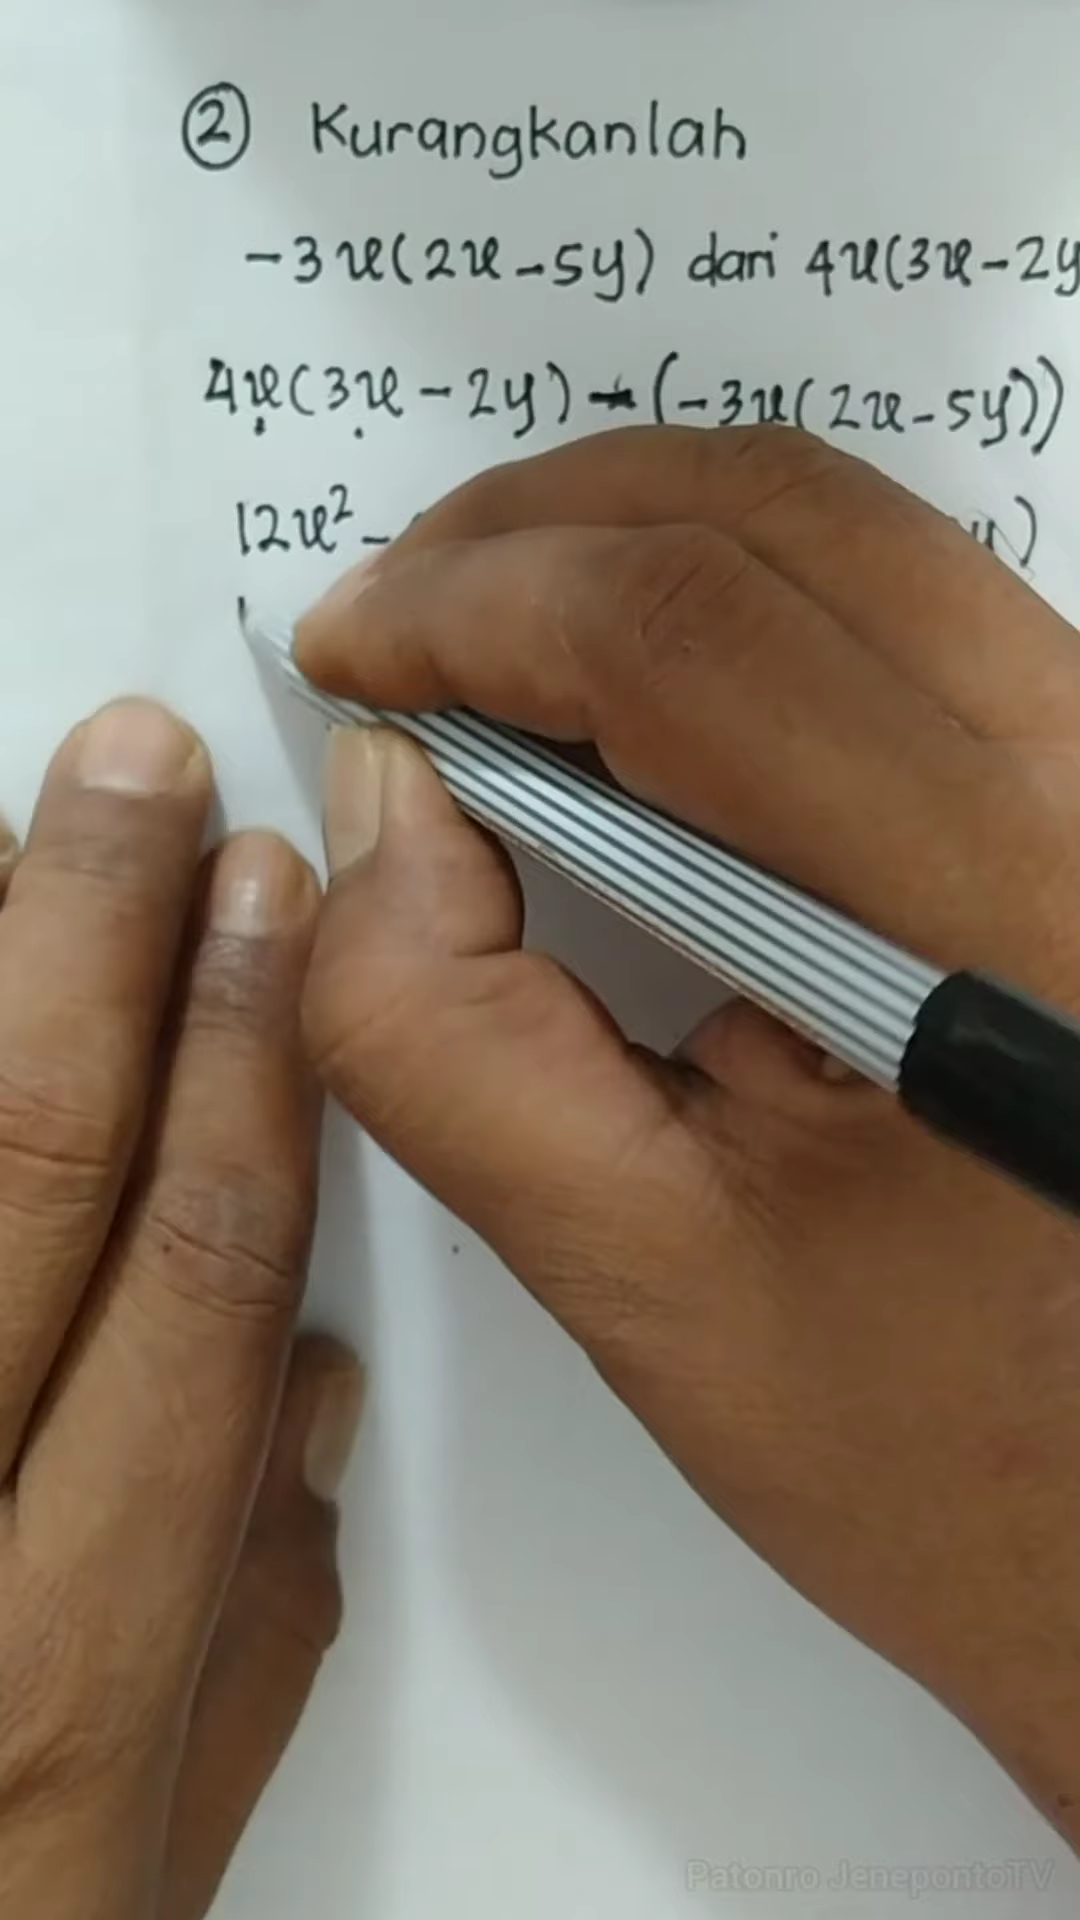 ② Kurangkanlah
-3x(2x-5y) dari 4x(3x-2y
4x(3x-2y)-(-3x(2x-5y))
12x² - y)
Patonro JenepontoTV